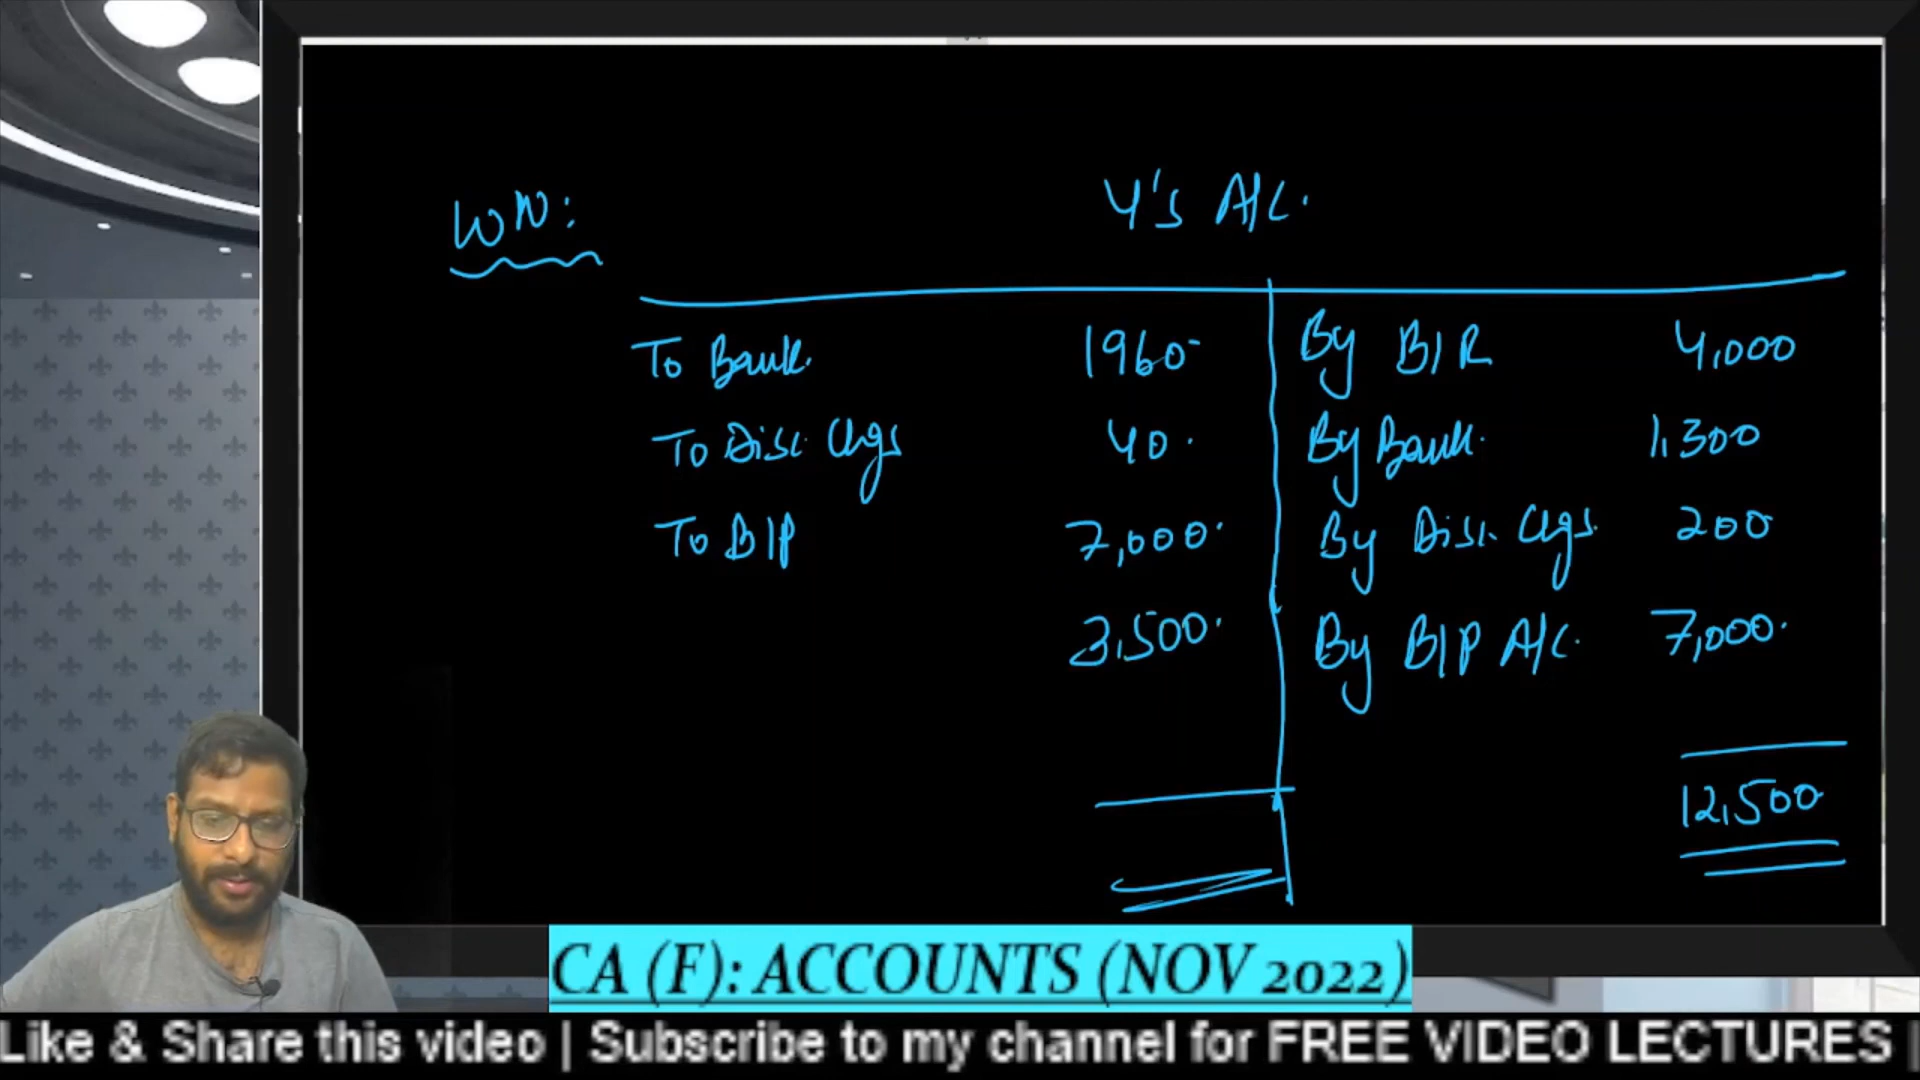 WN:
Y's A/c.
To Bank. 1960 By B/R 4,000
To Disc. Chgs 40. By Bank. 1,300
To B/P 7,000. By Disc. Chgs. 200
3,500. By B/P A/c. 7,000.
12,500
CA (F): ACCOUNTS (NOV 2022)
Like & Share this video | Subscribe to my channel for FREE VIDEO LECTURES |